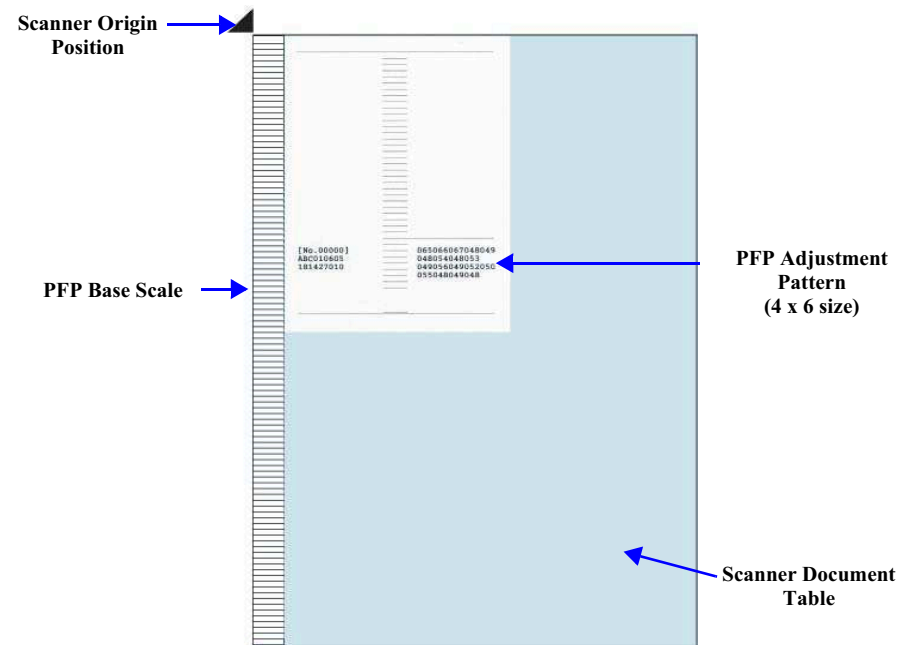 Scanner Origin
Position
[No.00000]
ABC010605
181427010
065066067048049
048054048053
049056049052050
055048049048
PFP Adjustment
Pattern
(4 x 6 size)
PFP Base Scale
Scanner Document
Table